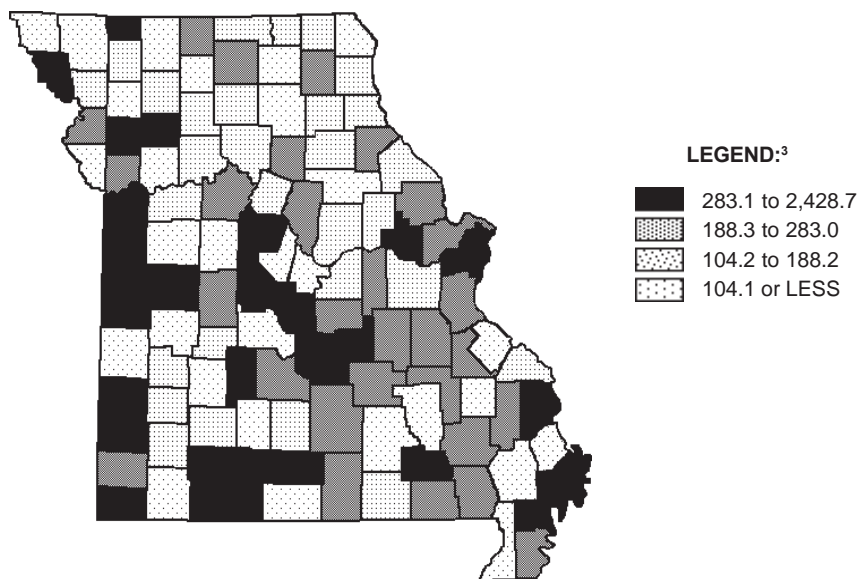 LEGEND:³
283.1 to 2,428.7
188.3 to 283.0
104.2 to 188.2
104.1 or LESS